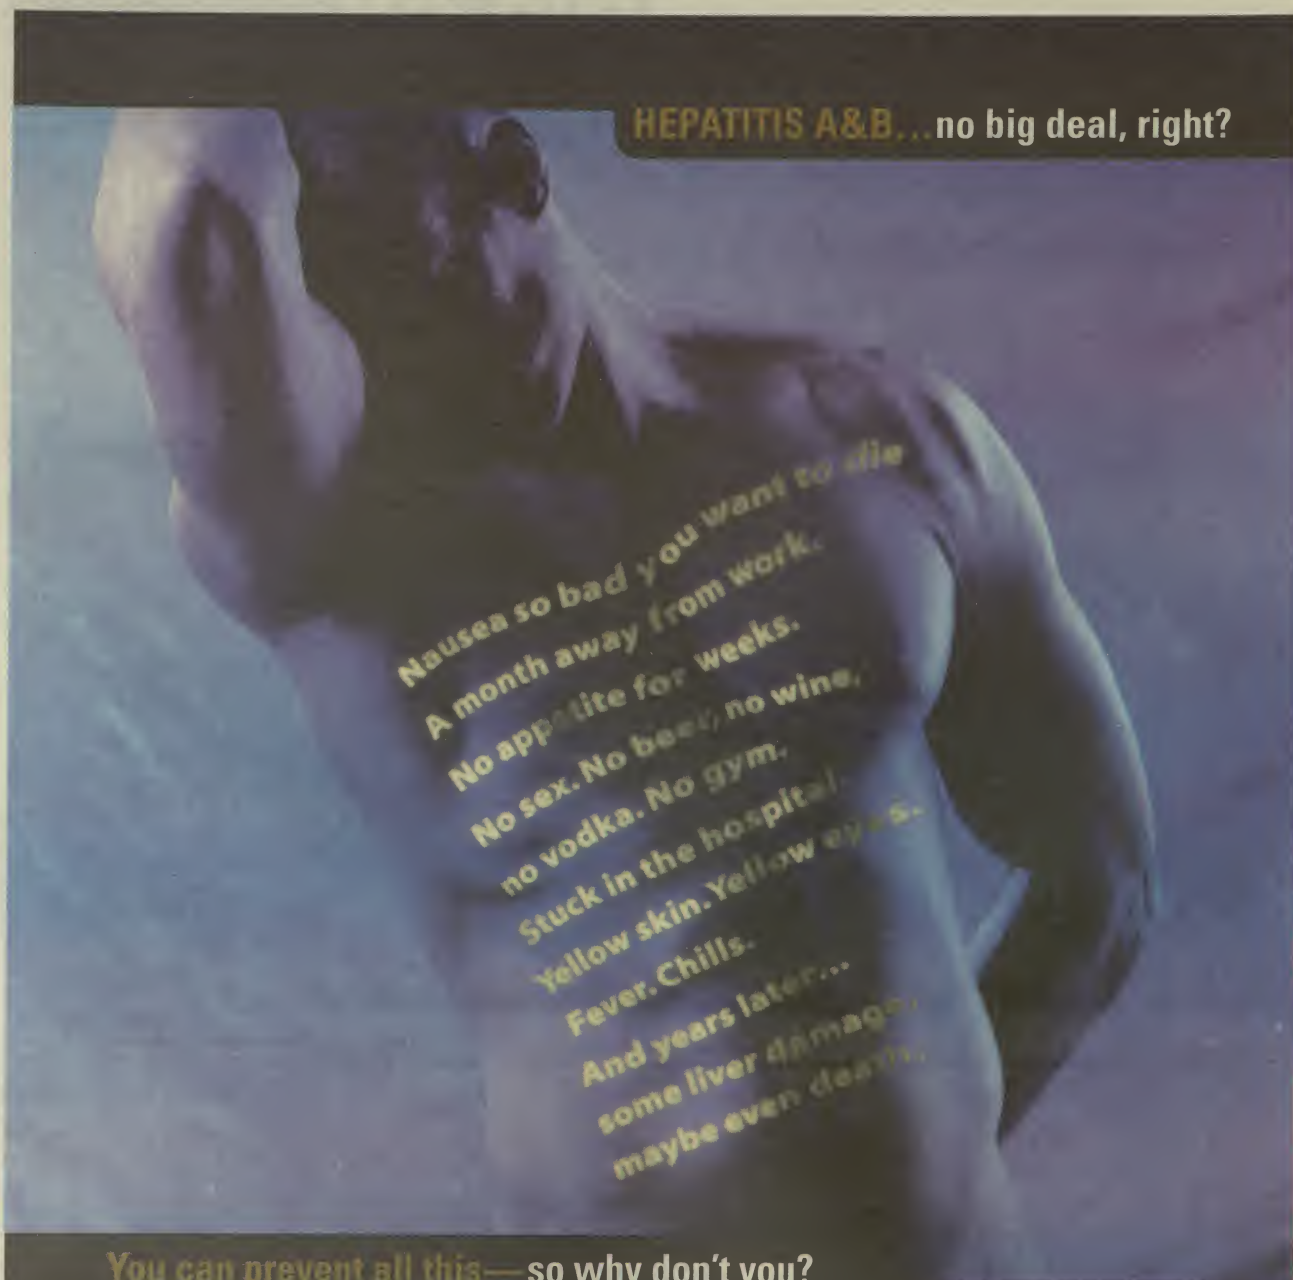 HEPATITIS A&B...no big deal, right?
Nausea so bad you want to die
A month away from work.
No appetite for weeks.
No sex. No beer, no wine,
no vodka. No gym.
Stuck in the hospital.
Yellow skin. Yellow eyes.
Fever. Chills.
And years later...
some liver damage,
maybe even death.
You can prevent all this—so why don't you?